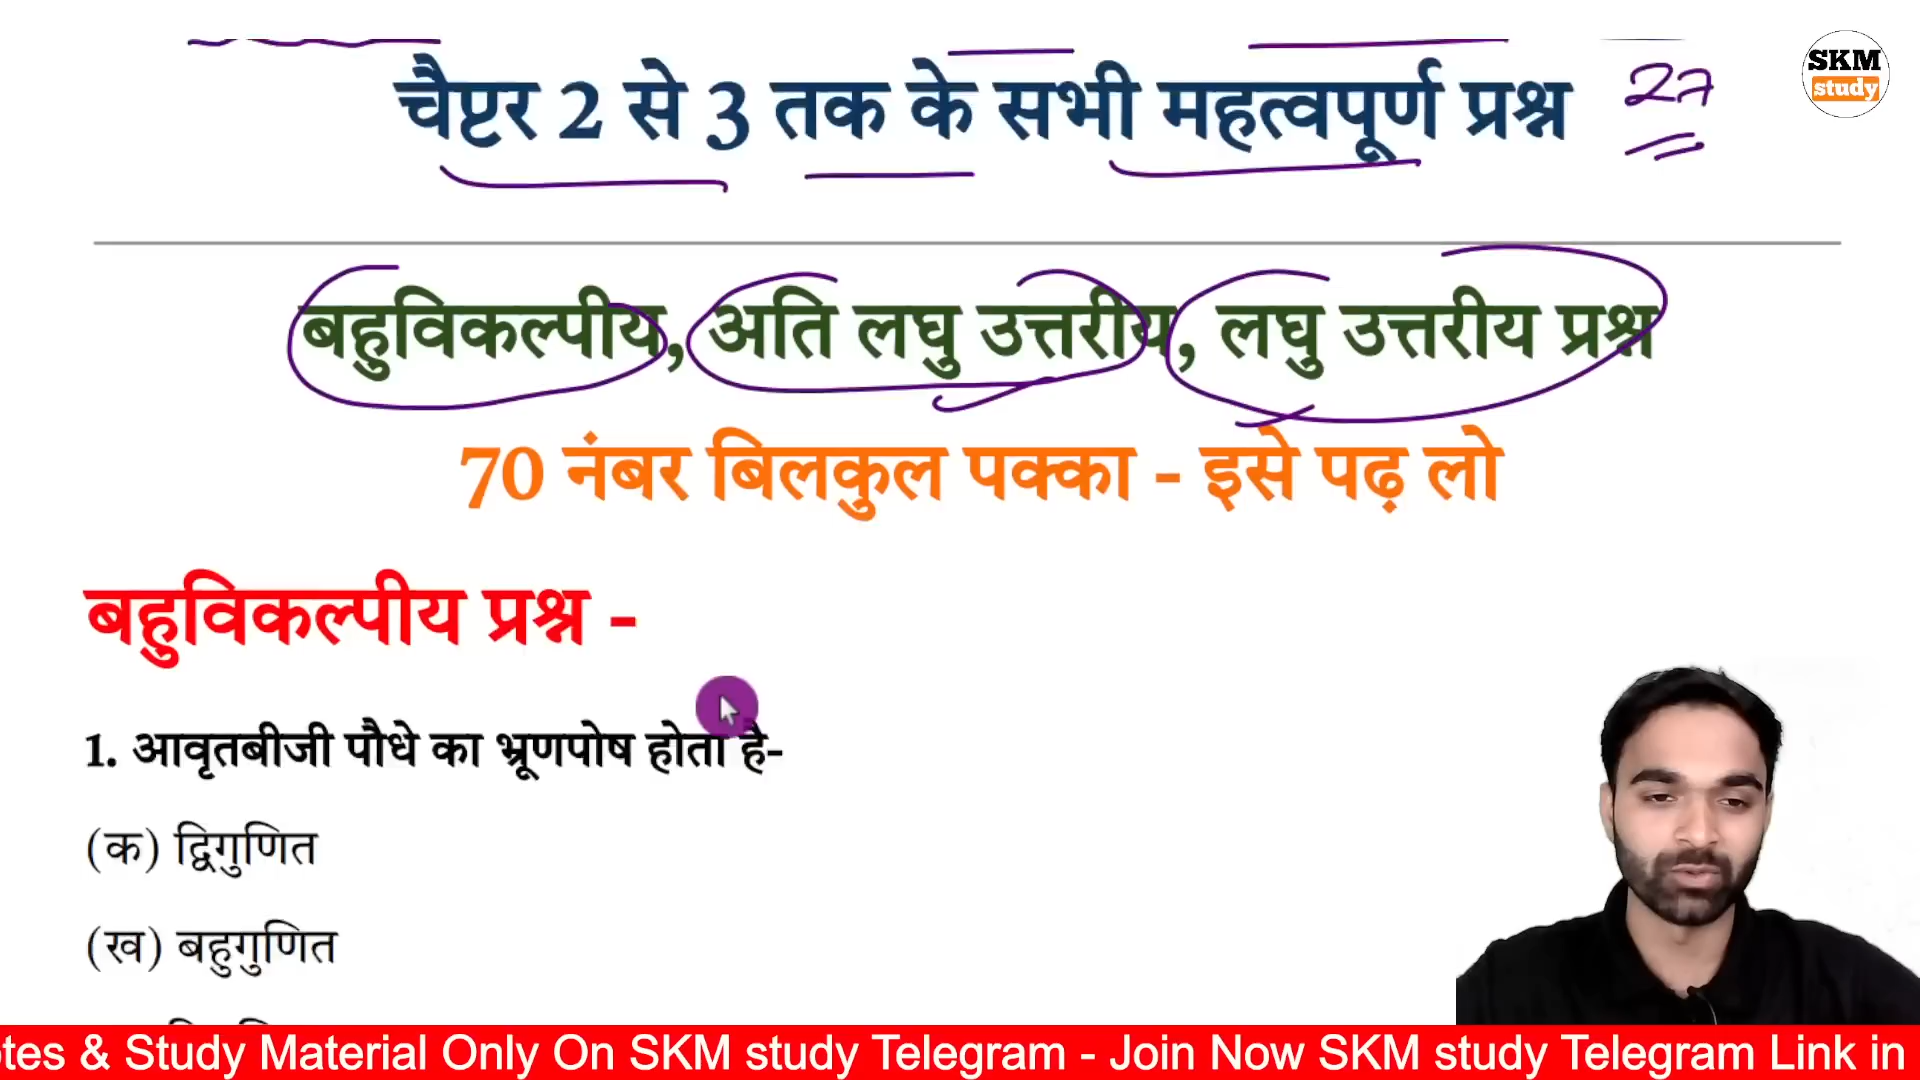 SKM
study
चैप्टर 2 से 3 तक के सभी महत्वपूर्ण प्रश्न 27
बहुविकल्पीय, अति लघु उत्तरीय, लघु उत्तरीय प्रश्न
70 नंबर बिलकुल पक्का - इसे पढ़ लो
बहुविकल्पीय प्रश्न -
1. आवृतबीजी पौधे का भ्रूणपोष होता है-
(क) द्विगुणित
(ख) बहुगुणित
& Study Material Only On SKM study Telegram - Join Now SKM study Telegram Link in